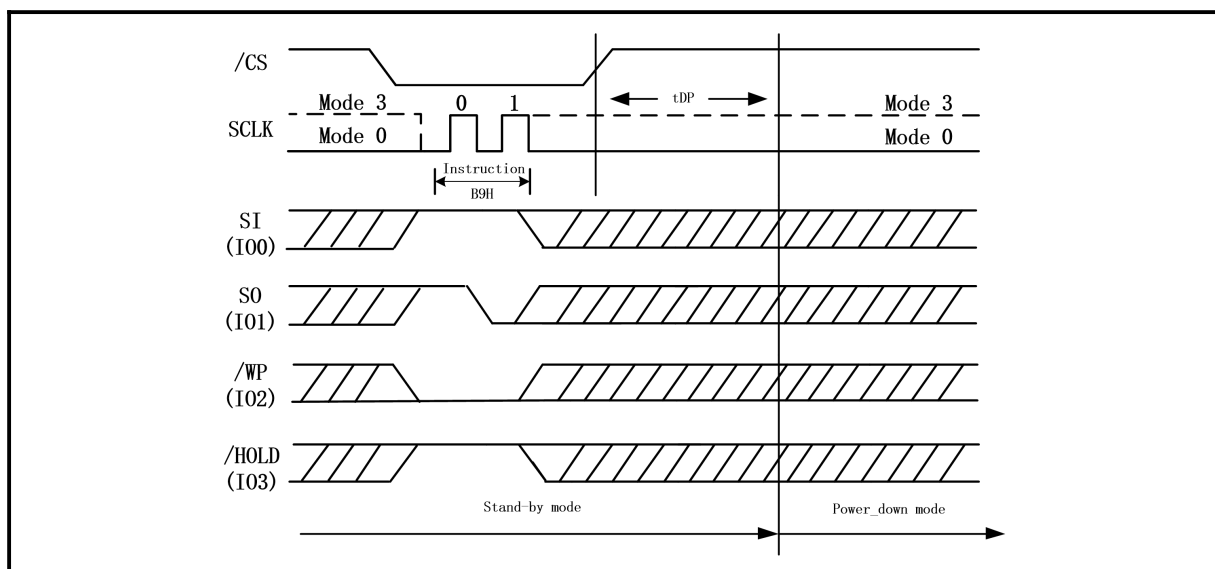 /CS
tDP
Mode 3 0 1 Mode 3
SCLK
Mode 0 Mode 0
Instruction
B9H
SI
(IO0)
SO
(IO1)
/WP
(IO2)
/HOLD
(IO3)
Stand-by mode Power_down mode